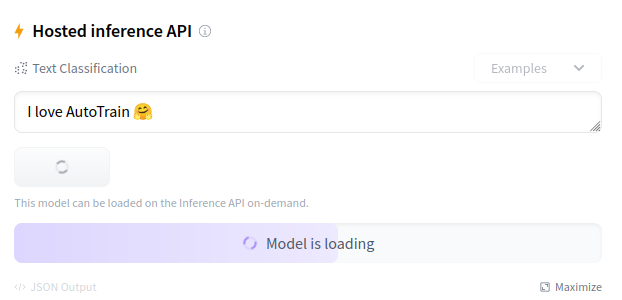 Hosted inference API
Text Classification
Examples
I love AutoTrain 🤗
This model can be loaded on the Inference API on-demand.
Model is loading
JSON Output
Maximize